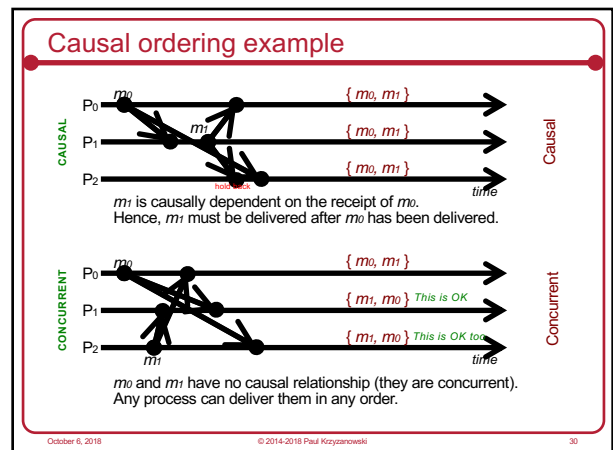 Causal ordering example
CAUSAL
P0
m0
{ m0, m1 }
P1
m1
{ m0, m1 }
P2
hold back
{ m0, m1 }
time
Causal
m1 is causally dependent on the receipt of m0.
Hence, m1 must be delivered after m0 has been delivered.
CONCURRENT
P0
m0
{ m0, m1 }
P1
{ m1, m0 } This is OK
P2
m1
{ m1, m0 } This is OK too
time
Concurrent
m0 and m1 have no causal relationship (they are concurrent).
Any process can deliver them in any order.
October 6, 2018
© 2014-2018 Paul Krzyzanowski
30